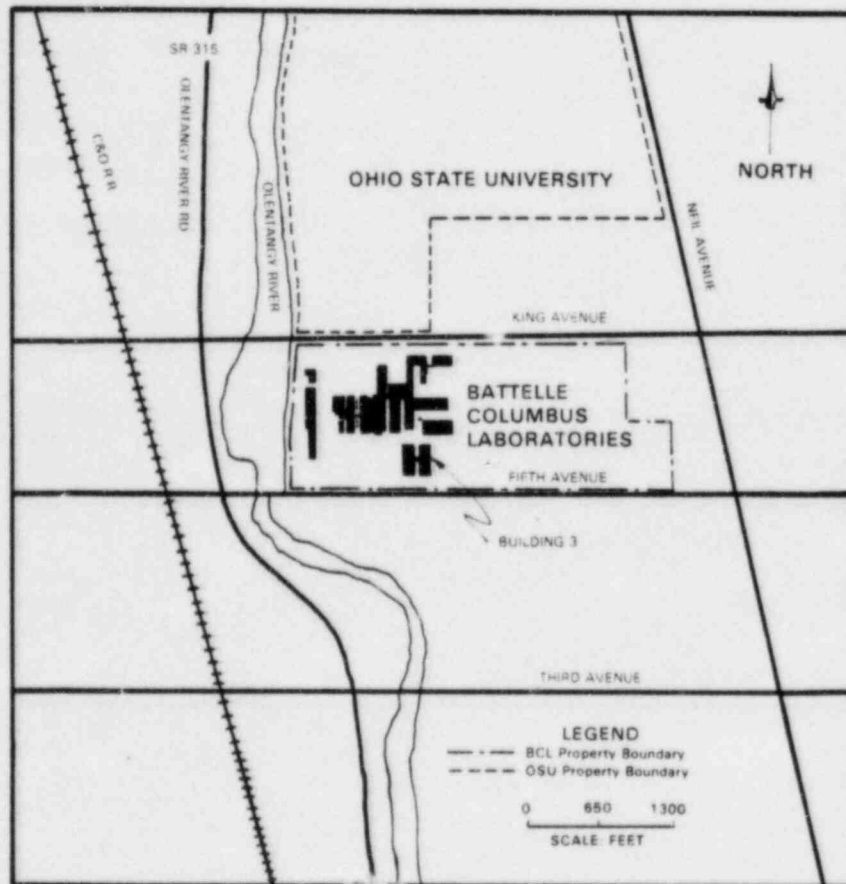 SR 315
OLENTANGY RIVER RD
C&O R R
OLENTANGY RIVER
OHIO STATE UNIVERSITY
NORTH
NEIL AVENUE
KING AVENUE
BATTELLE
COLUMBUS
LABORATORIES
FIFTH AVENUE
BUILDING 3
THIRD AVENUE
LEGEND
BCL Property Boundary
OSU Property Boundary
0 650 1300
SCALE: FEET